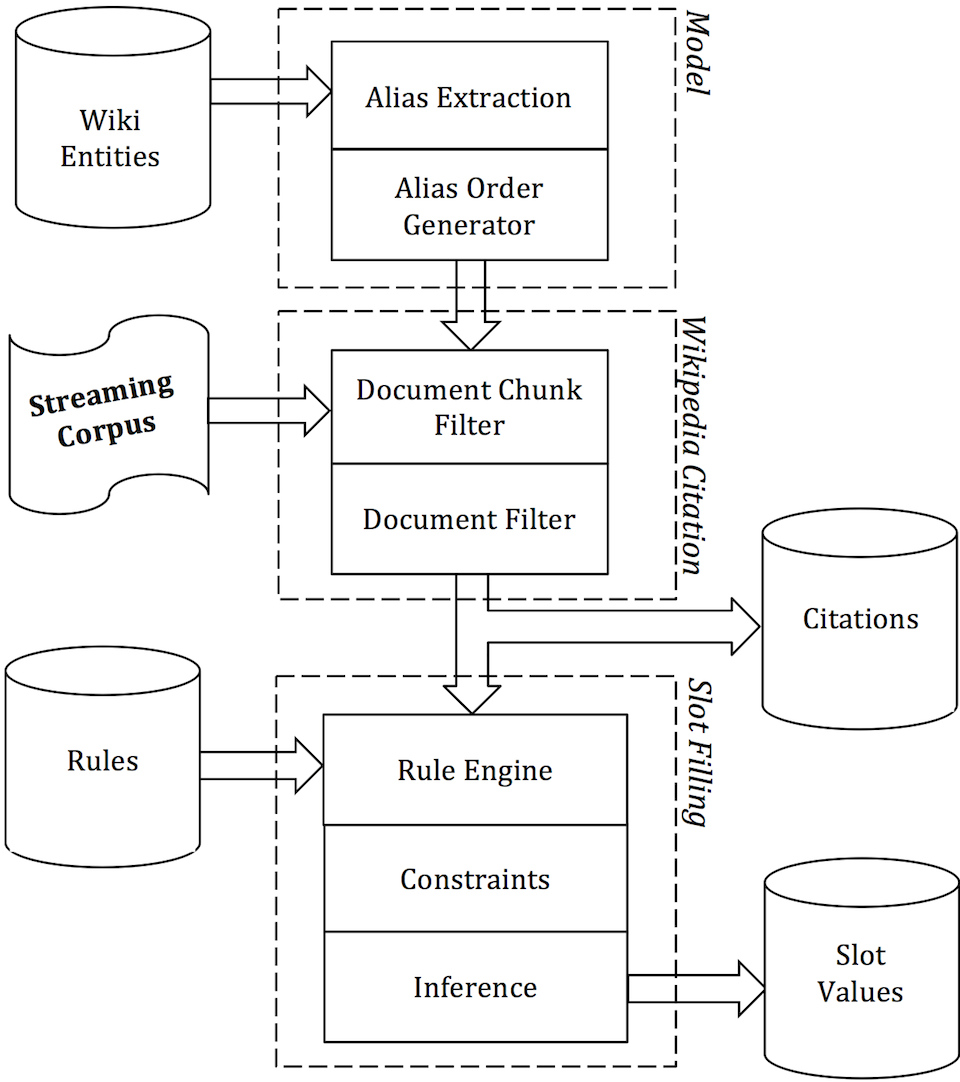 Model
Alias Extraction
Wiki
Entities
Alias Order
Generator
Wikipedia Citation
Streaming
Corpus
Document Chunk
Filter
Document Filter
Citations
Slot Filling
Rules
Rule Engine
Constraints
Inference
Slot
Values